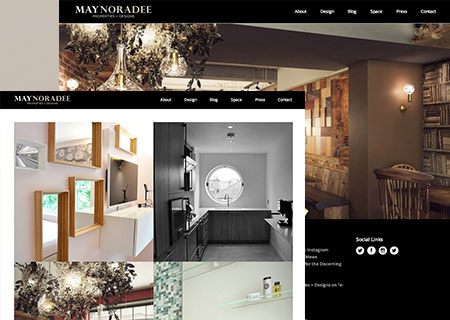 MAYNORADEE
PROPERTIES + DESIGNS
About Design Blog Space Press Contact
MAYNORADEE
PROPERTIES + DESIGNS
About Design Blog Space Press Contact
Social Links
Instagram
Mews
for the Discerning
+ Designs on